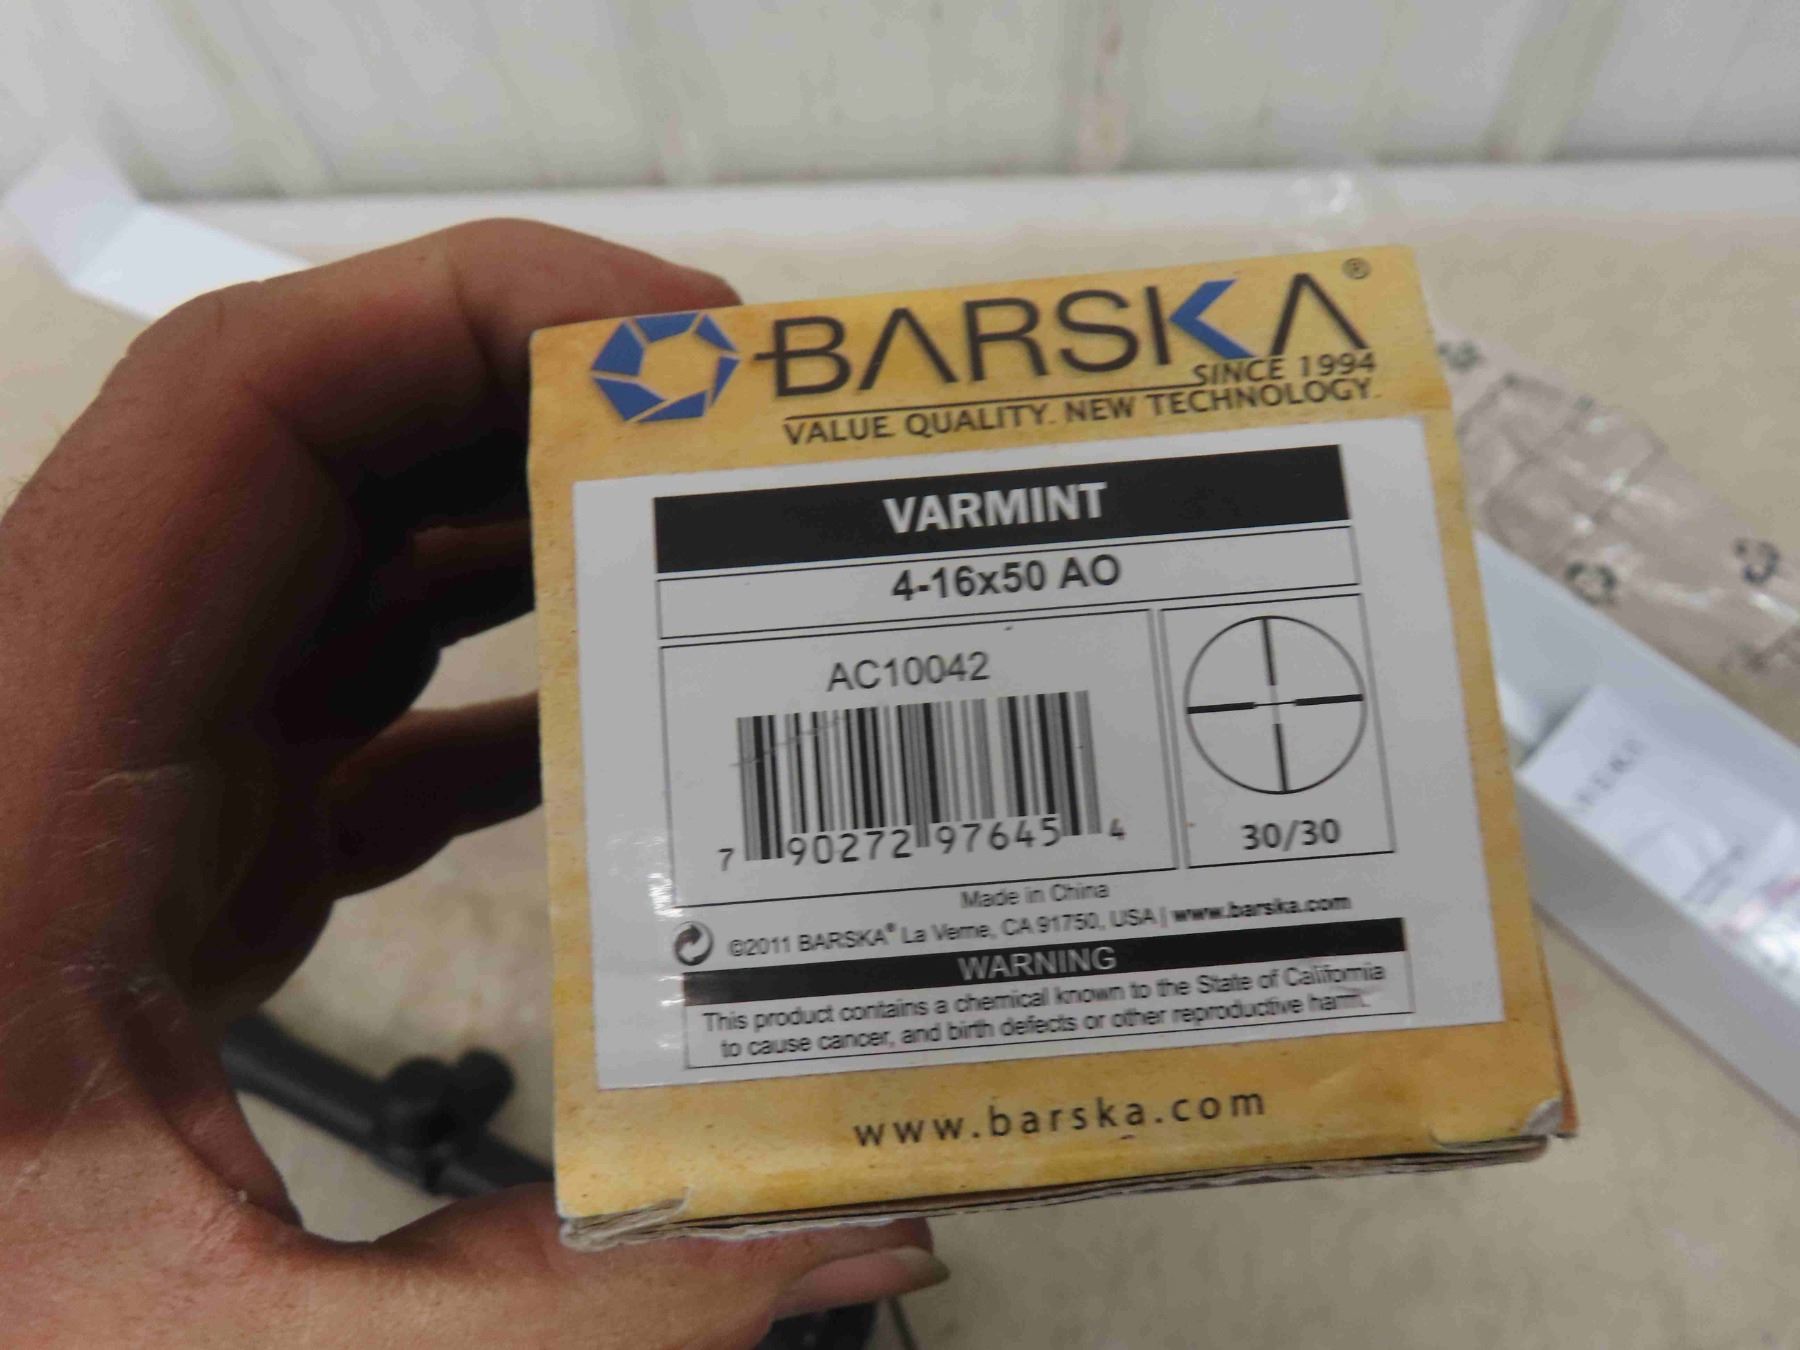 BARSKA®
SINCE 1994
VALUE. QUALITY. NEW TECHNOLOGY.
VARMINT
4-16x50 AO
AC10042
7 90272 97645 4
30/30
Made in China
©2011 BARSKA® La Verne, CA 91750, USA | www.barska.com
WARNING
This product contains a chemical known to the State of California
to cause cancer, and birth defects or other reproductive harm.
www.barska.com